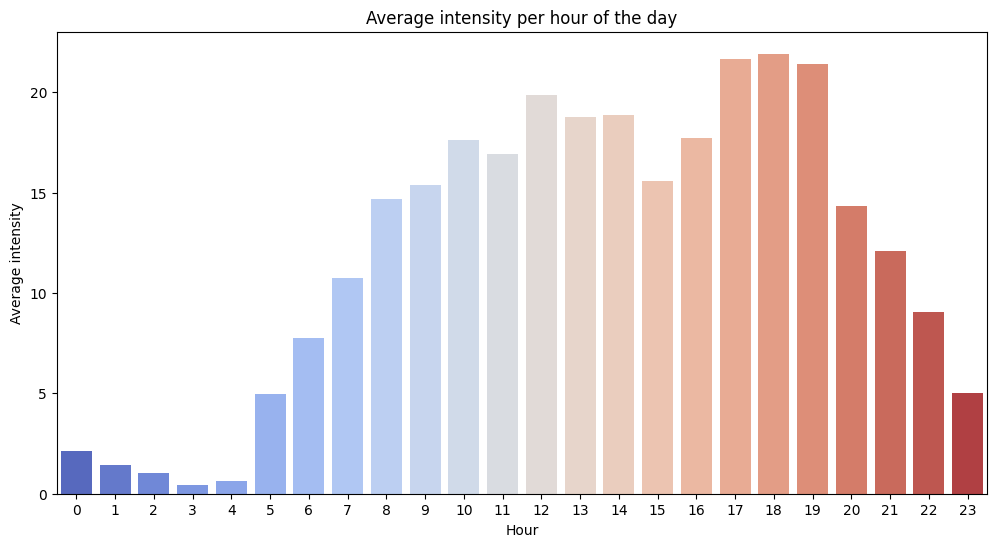 Average intensity per hour of the day
Average intensity
20
15
10
5
0
0 1 2 3 4 5 6 7 8 9 10 11 12 13 14 15 16 17 18 19 20 21 22 23
Hour